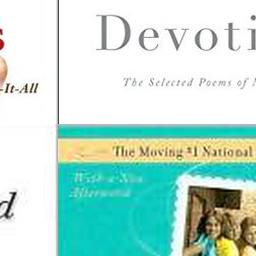 s
-It-All
Devoti
The Selected Poems of M
d
The Moving #1 National
With a New
Afterword